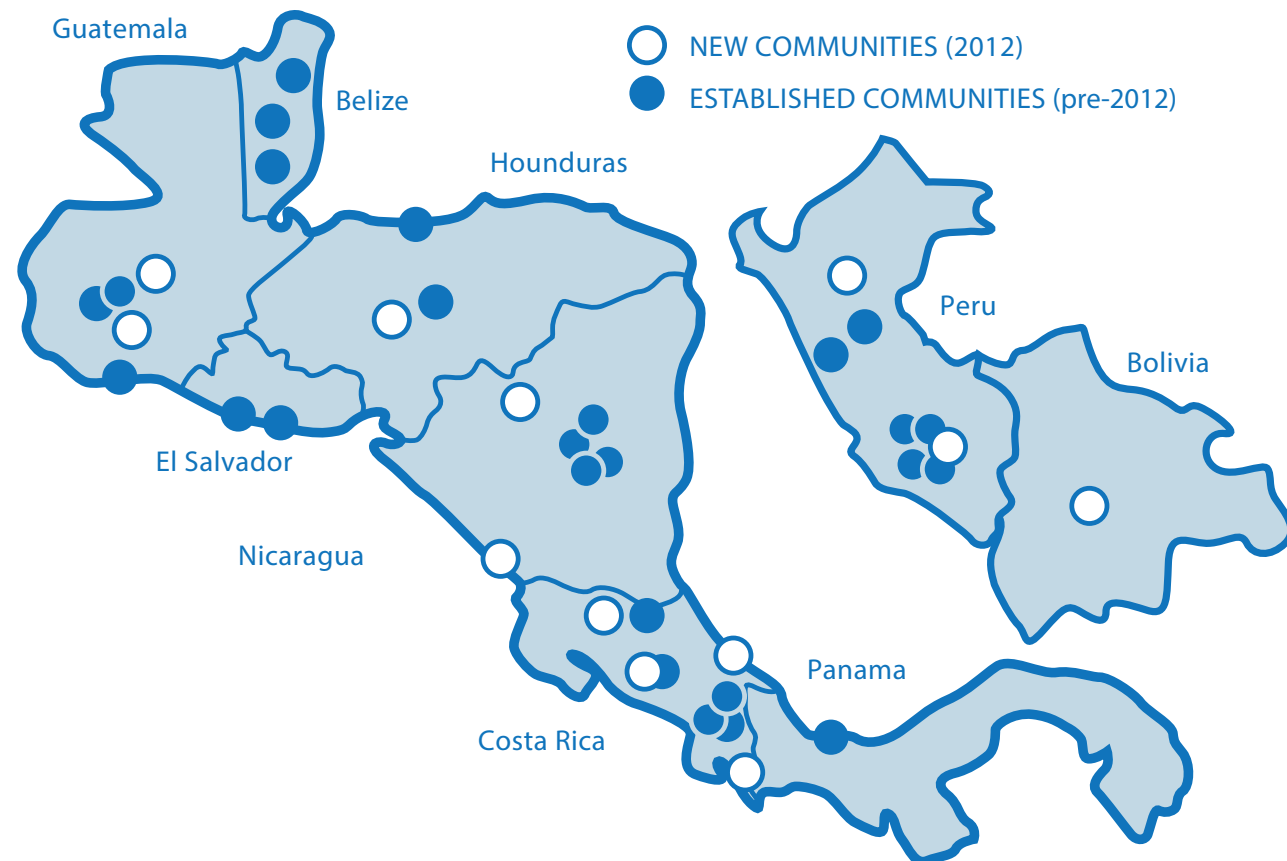 Guatemala
NEW COMMUNITIES (2012)
ESTABLISHED COMMUNITIES (pre-2012)
Belize
Hounduras
Peru
Bolivia
El Salvador
Nicaragua
Panama
Costa Rica